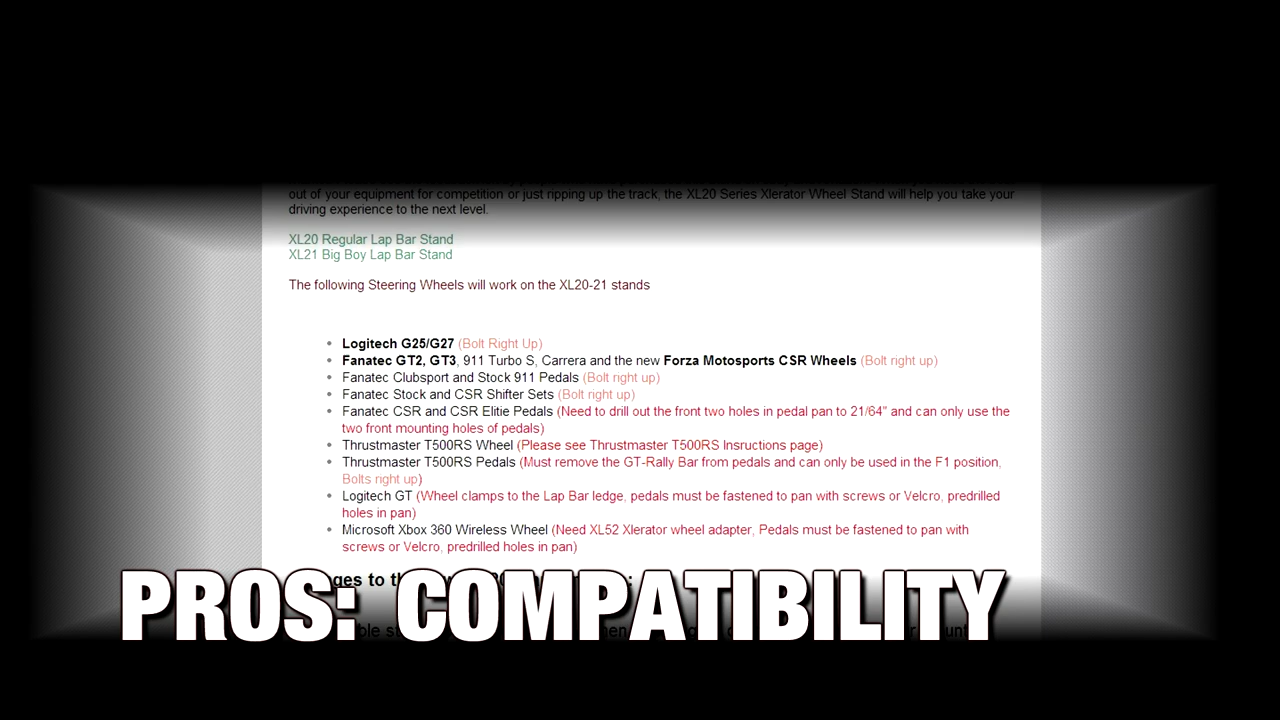 out of your equipment for competition or just ripping up the track, the XL20 Series Xlerator Wheel Stand will help you take your
driving experience to the next level.
XL20 Regular Lap Bar Stand
XL21 Big Boy Lap Bar Stand
The following Steering Wheels will work on the XL20-21 stands
• Logitech G25/G27 (Bolt Right Up)
• Fanatec GT2, GT3, 911 Turbo S, Carrera and the new Forza Motosports CSR Wheels (Bolt right up)
• Fanatec Clubsport and Stock 911 Pedals (Bolt right up)
• Fanatec Stock and CSR Shifter Sets (Bolt right up)
• Fanatec CSR and CSR Elitie Pedals (Need to drill out the front two holes in pedal pan to 21/64" and can only use the
two front mounting holes of pedals)
• Thrustmaster T500RS Wheel (Please see Thrustmaster T500RS Insructions page)
• Thrustmaster T500RS Pedals (Must remove the GT-Rally Bar from pedals and can only be used in the F1 position,
Bolts right up)
• Logitech GT (Wheel clamps to the Lap Bar ledge, pedals must be fastened to pan with screws or Velcro, predrilled
holes in pan)
• Microsoft Xbox 360 Wireless Wheel (Need XL52 Xlerator wheel adapter, Pedals must be fastened to pan with
screws or Velcro, predrilled holes in pan)
PROS: COMPATIBILITY